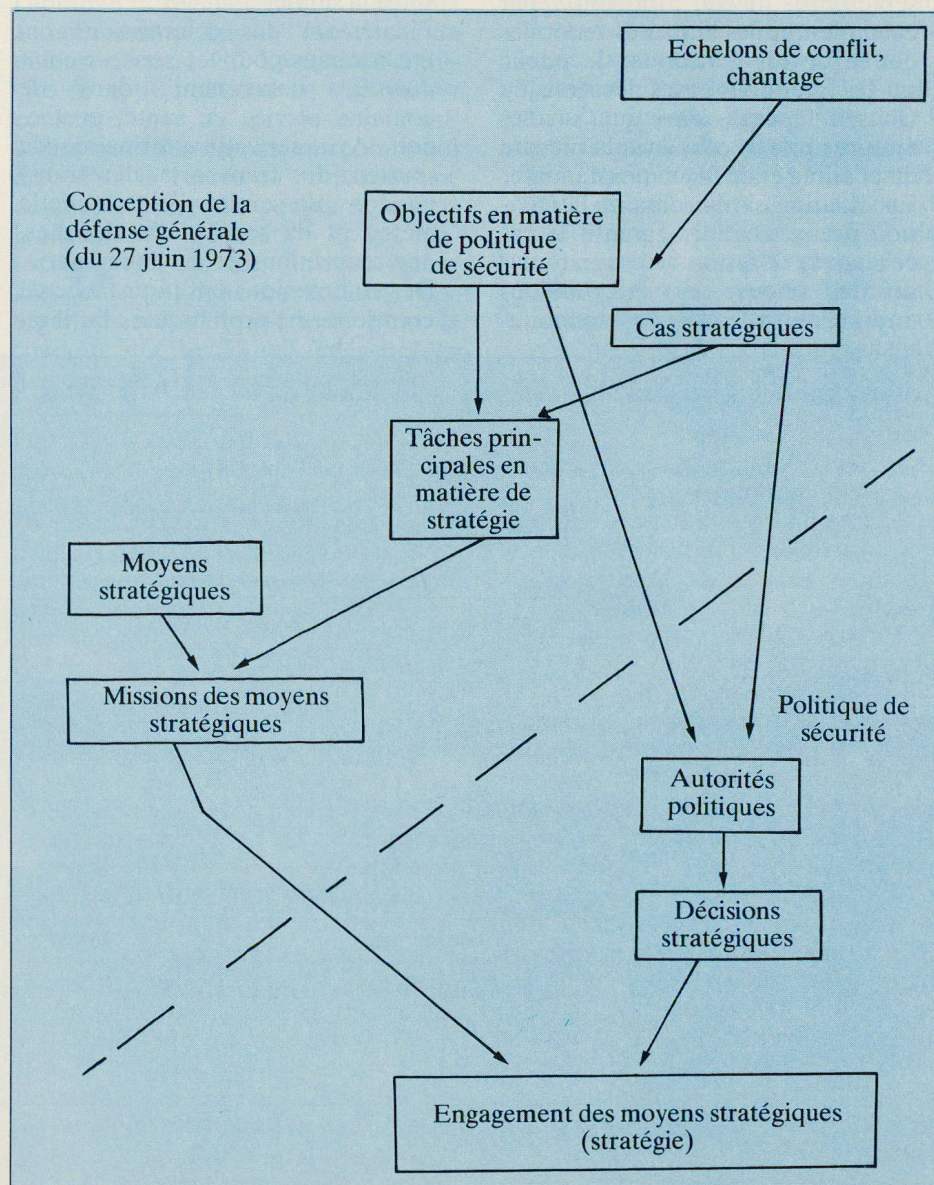 Echelons de conflit,
chantage
Conception de la
défense générale
(du 27 juin 1973)
Objectifs en matière
de politique
de sécurité
Cas stratégiques
Tâches prin-
cipales en
matière de
stratégie
Moyens
stratégiques
Missions des moyens
stratégiques
Politique de
sécurité
Autorités
politiques
Décisions
stratégiques
Engagement des moyens stratégiques
(stratégie)